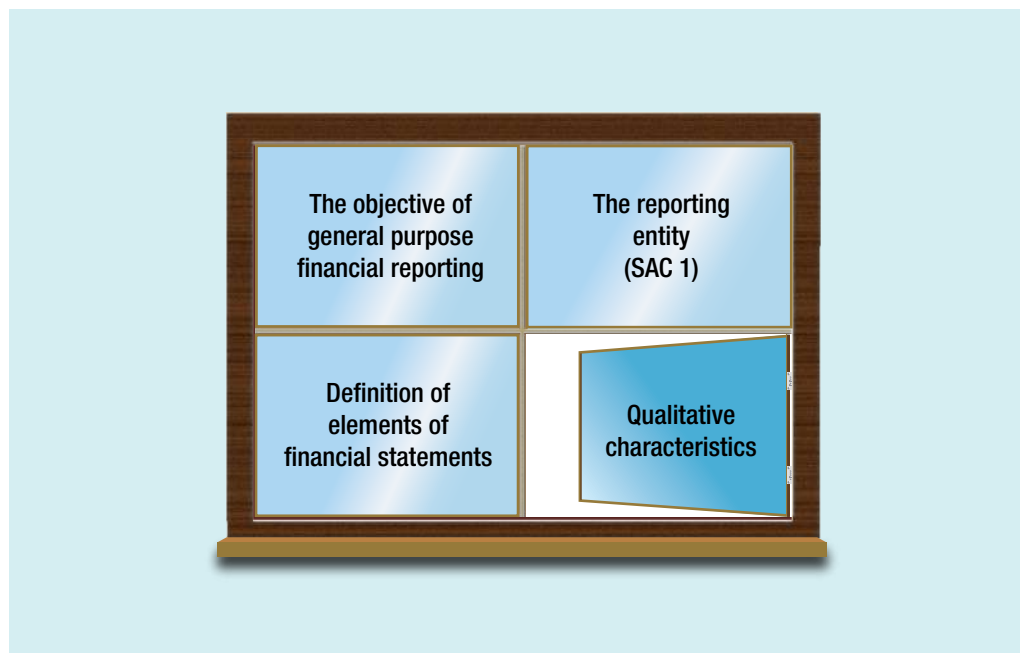 The objective of
general purpose
financial reporting
The reporting
entity
(SAC 1)
Definition of
elements of
financial statements
Qualitative
characteristics